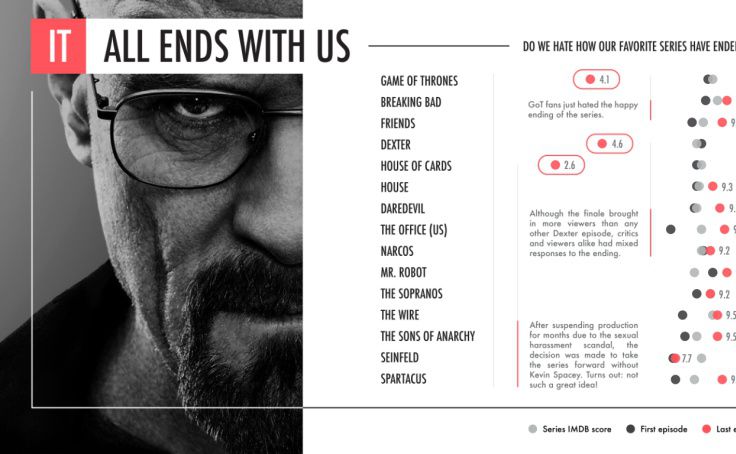 IT ALL ENDS WITH US
DO WE HATE HOW OUR FAVORITE SERIES HAVE ENDE
GAME OF THRONES 4.1
BREAKING BAD
GoT fans just hated the happy
ending of the series.
FRIENDS 9
DEXTER 4.6
HOUSE OF CARDS 2.6
HOUSE 9.3
DAREDEVIL 9.
Although the finale brought
in more viewers than any
other Dexter episode, critics
and viewers alike had mixed
responses to the ending.
THE OFFICE (US) 9
NARCOS 9.2
MR. ROBOT
THE SOPRANOS 9.2
THE WIRE 9.5
THE SONS OF ANARCHY 9.5
After suspending production
for months due to the sexual
harassment scandal, the
decision was made to take
the series forward without
Kevin Spacey. Turns out: not
such a great idea!
SEINFELD 7.7
SPARTACUS 9
Series IMDB score First episode Last e